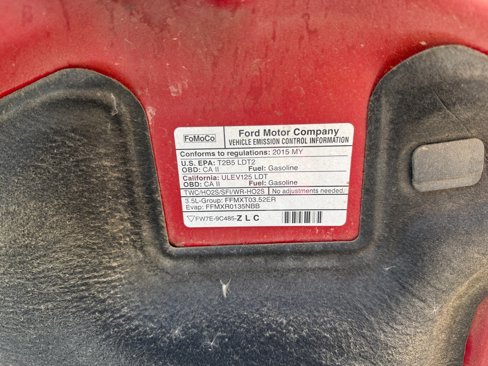 FoMoCo
Ford Motor Company
VEHICLE EMISSION CONTROL INFORMATION
Conforms to regulations: 2015 MY
U.S. EPA: T2B5 LDT2
OBD: CA II Fuel: Gasoline
California: ULEV125 LDT
OBD: CA II Fuel: Gasoline
TWC/HO2S/SFI/WR-HO2S No adjustments needed.
3.5L-Group: FFMXT03.52ER
Evap: FFMXR0135NBB
FW7E-9C485-ZLC